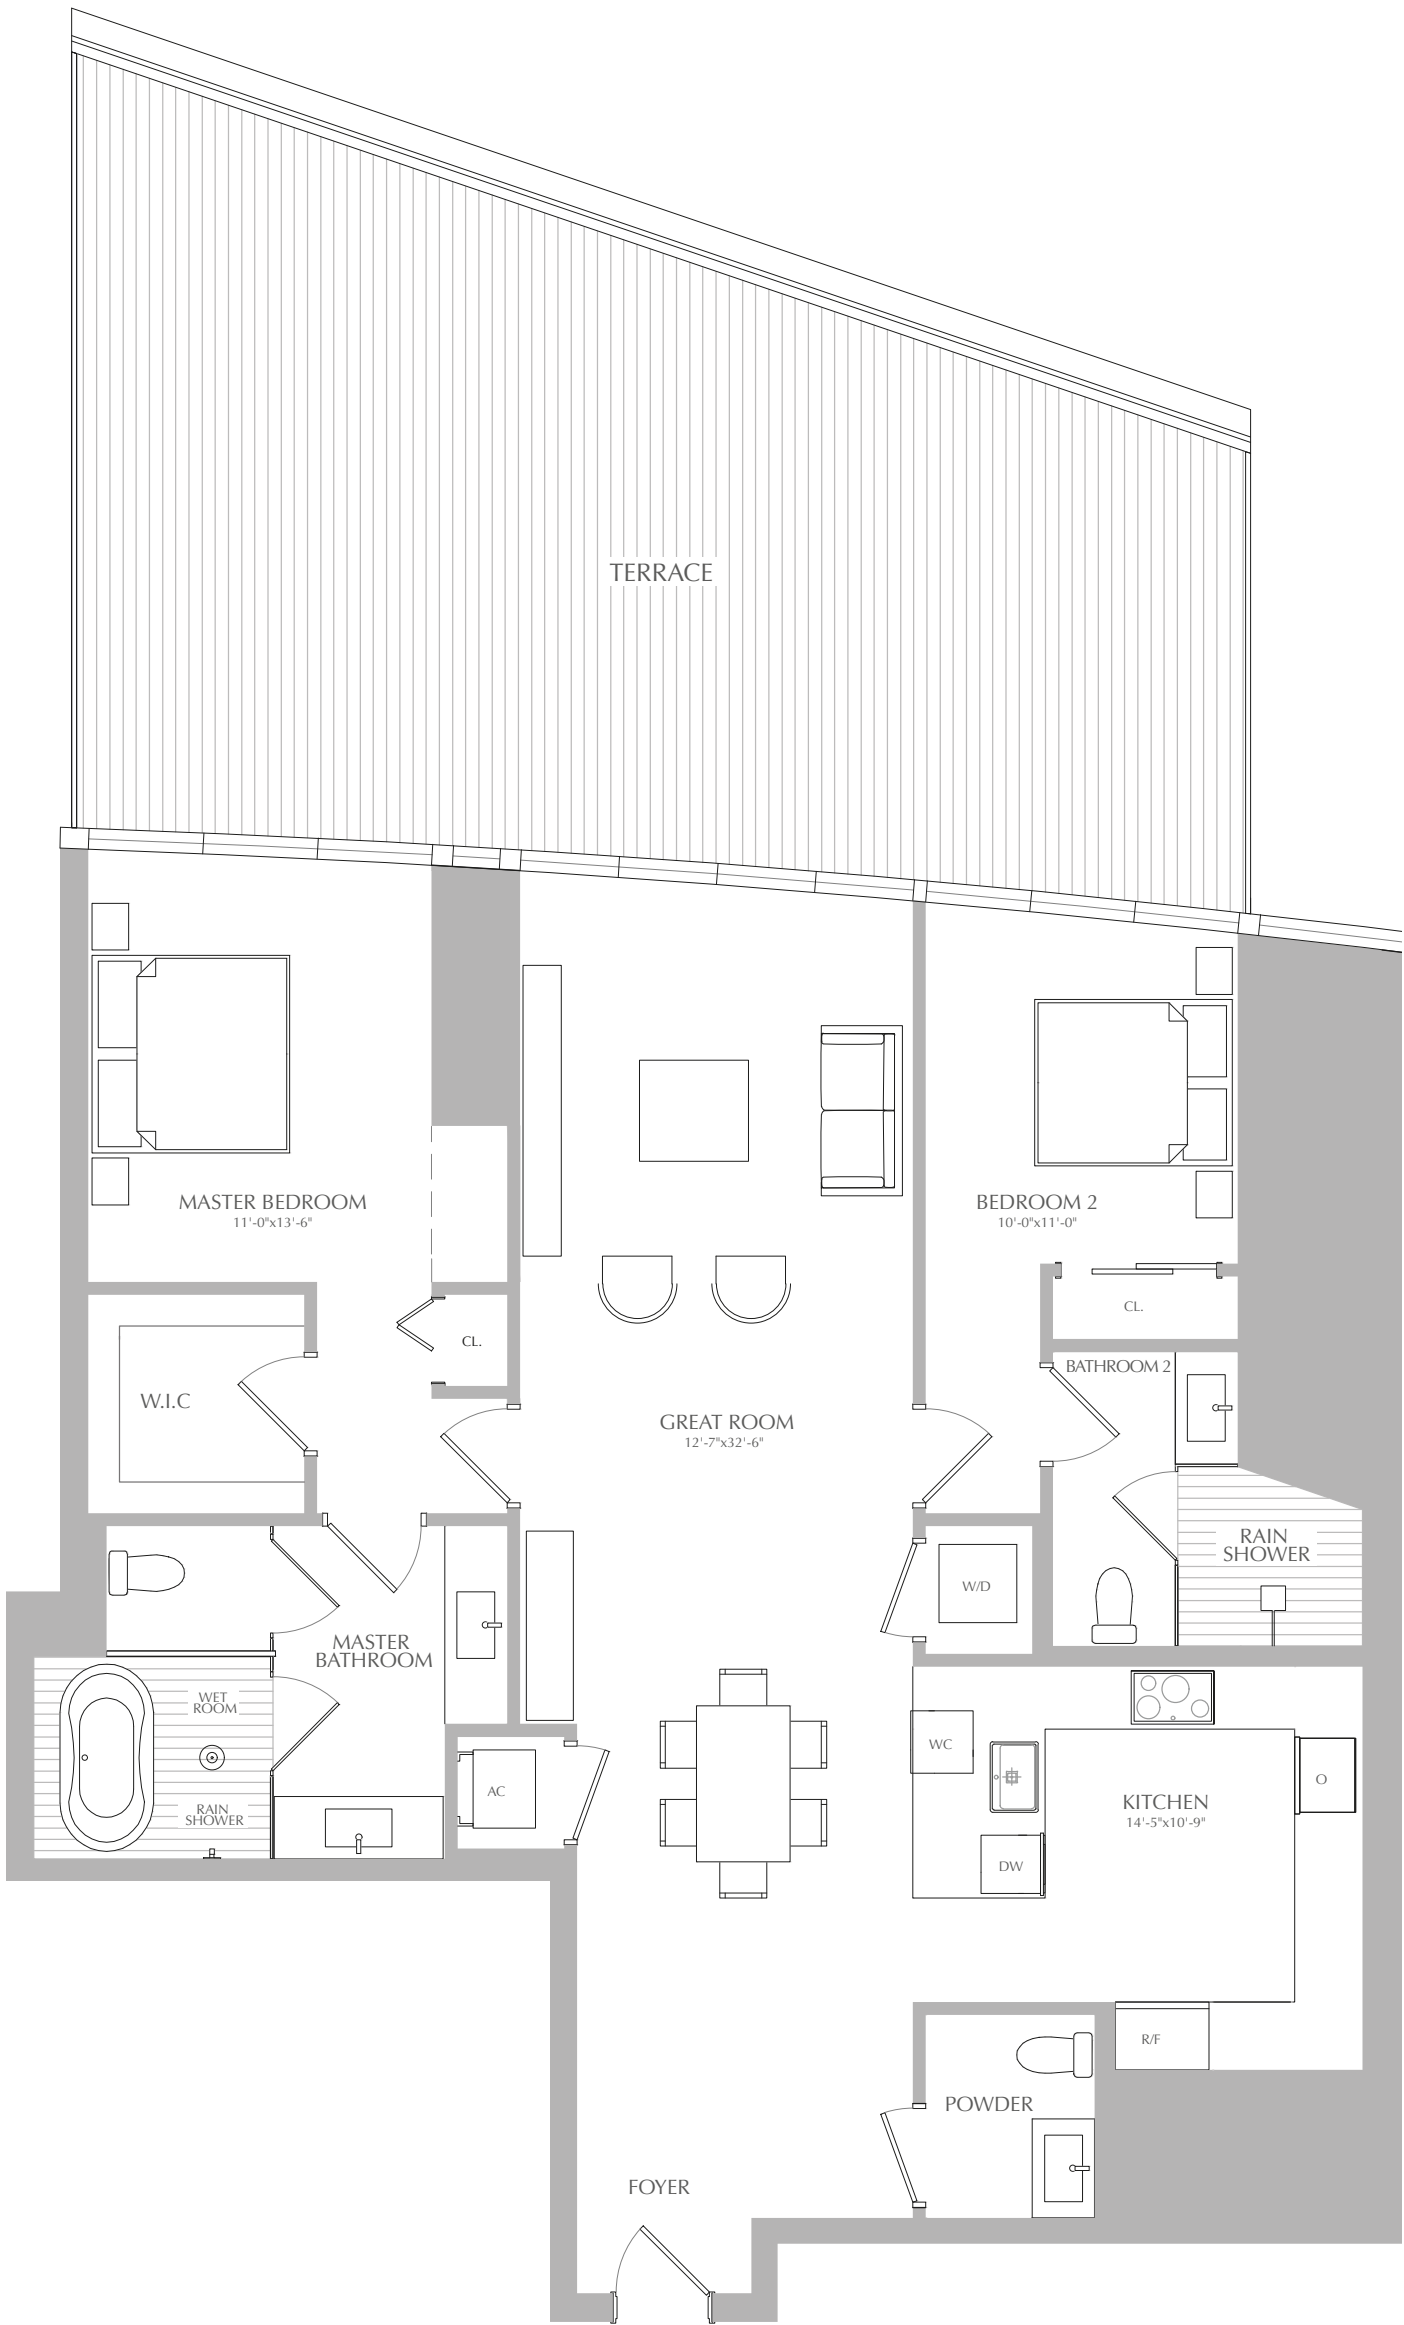 TERRACE
MASTER BEDROOM
11'-0"x13'-6"
BEDROOM 2
10'-0"x11'-0"
CL.
CL.
BATHROOM 2
W.I.C
GREAT ROOM
12'-7"x32'-6"
RAIN
SHOWER
W/D
MASTER
BATHROOM
WET
ROOM
RAIN
SHOWER
AC
WC
DW
O
KITCHEN
14'-5"x10'-9"
R/F
POWDER
FOYER